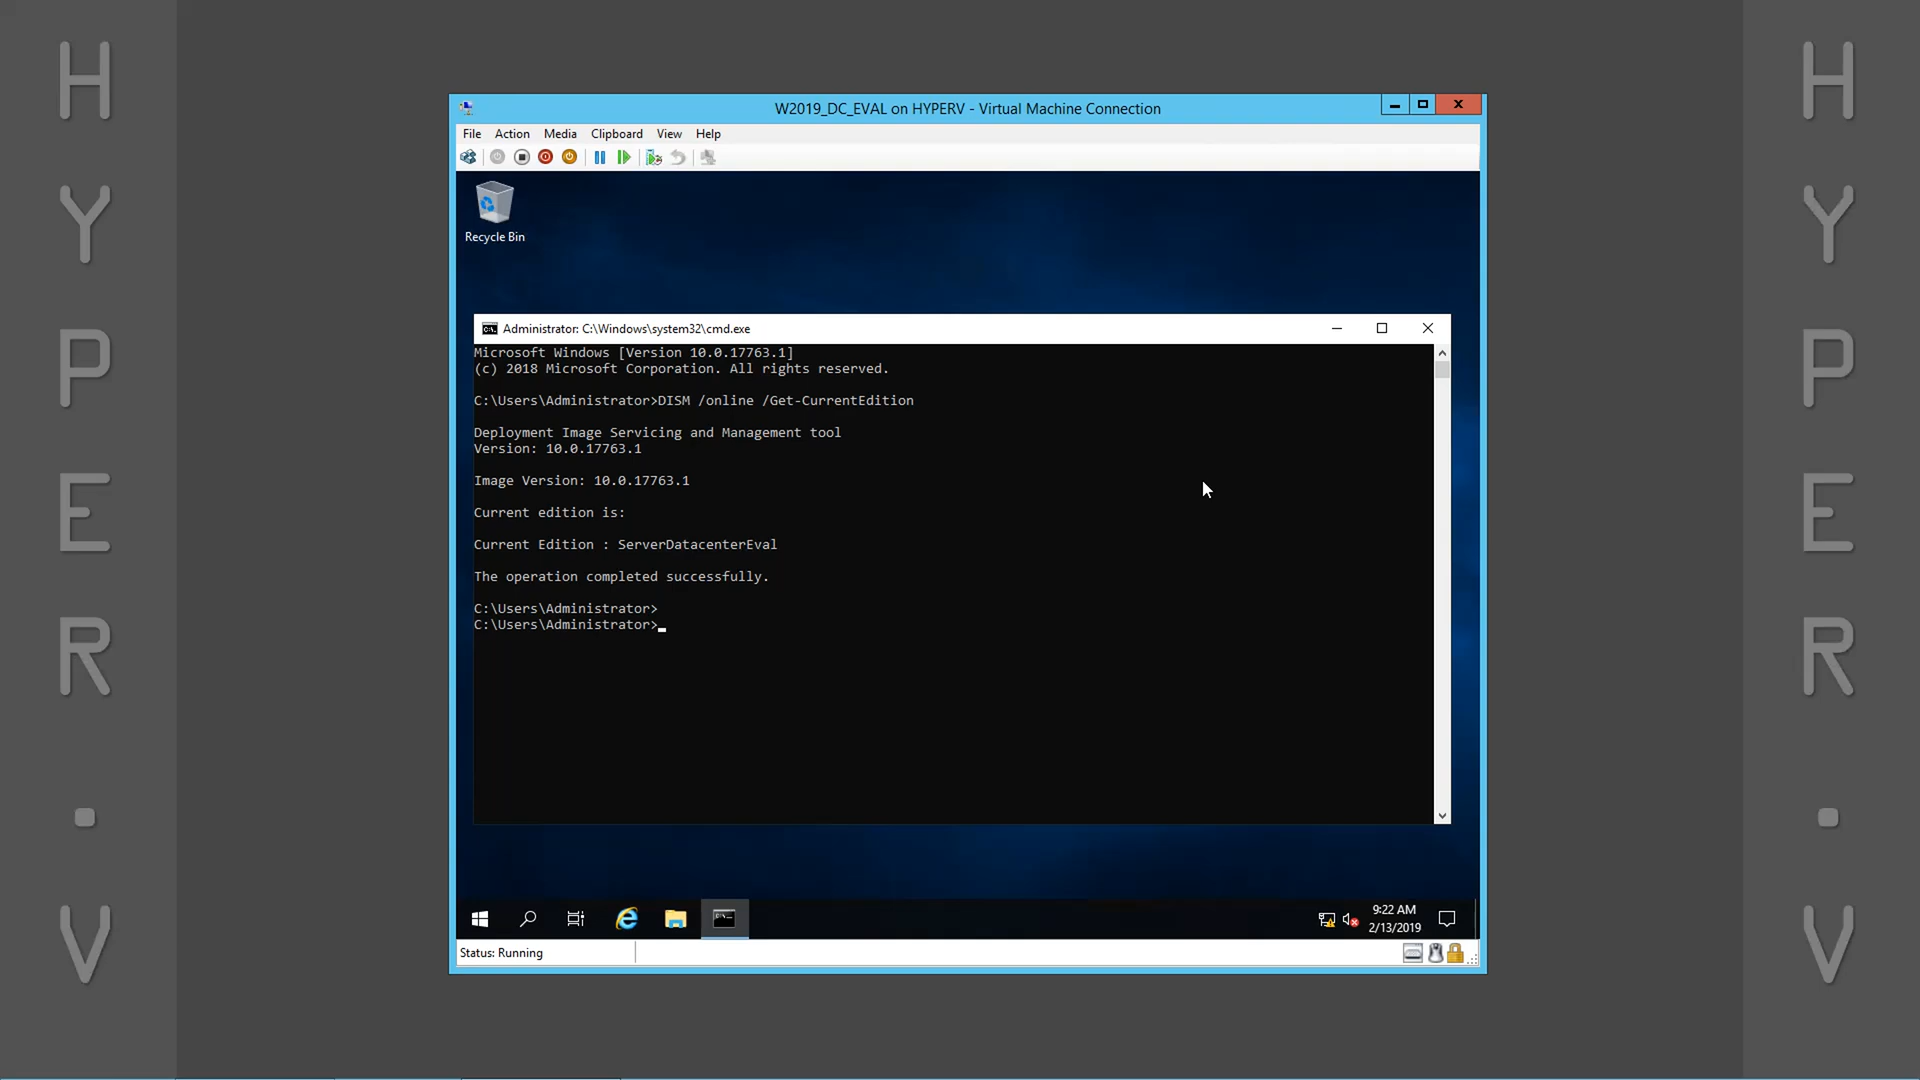 H
Y
P
E
R
·
V
W2019_DC_EVAL on HYPERV - Virtual Machine Connection
File Action Media Clipboard View Help
Recycle Bin
Administrator: C:\Windows\system32\cmd.exe
Microsoft Windows [Version 10.0.17763.1]
(c) 2018 Microsoft Corporation. All rights reserved.
C:\Users\Administrator>DISM /online /Get-CurrentEdition
Deployment Image Servicing and Management tool
Version: 10.0.17763.1
Image Version: 10.0.17763.1
Current edition is:
Current Edition : ServerDatacenterEval
The operation completed successfully.
C:\Users\Administrator>
C:\Users\Administrator>_
9:22 AM
2/13/2019
Status: Running
H
Y
P
E
R
·
V